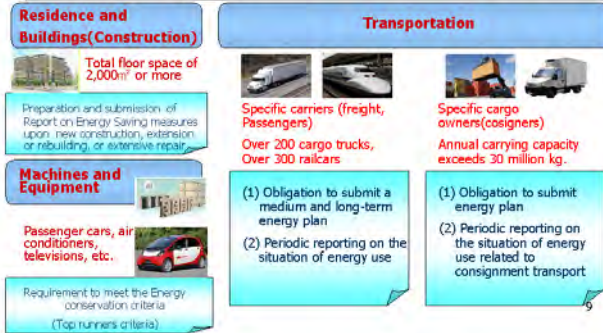 Residence and
Buildings(Construction)
Total floor space of
2,000㎡ or more
Preparation and submission of
Report on Energy Saving measures
upon new construction, extension
or rebuilding, or extensive repair
Machines and
Equipment
Passenger cars, air
conditioners,
televisions, etc.
Requirement to meet the Energy
conservation criteria
(Top runners criteria)
Transportation
Specific carriers (freight,
Passengers)
Over 200 cargo trucks,
Over 300 railcars
(1) Obligation to submit a
medium and long-term
energy plan
(2) Periodic reporting on the
situation of energy use
Specific cargo
owners(cosigners)
Annual carrying capacity
exceeds 30 million kg.
(1) Obligation to submit
energy plan
(2) Periodic reporting on
the situation of energy
use related to
consignment transport
9